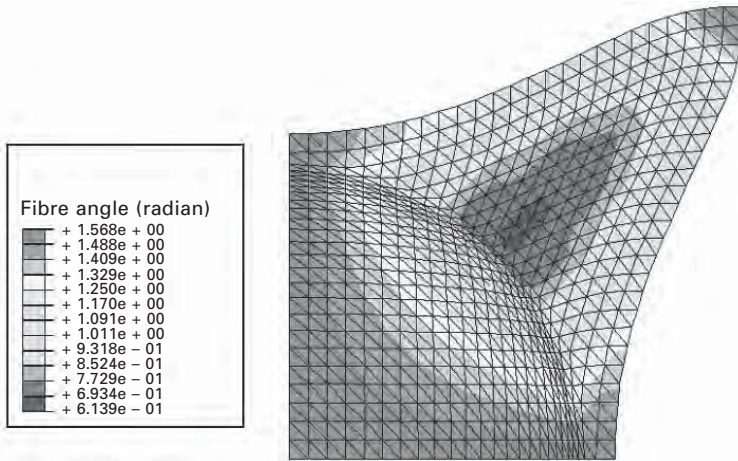 Fibre angle (radian)
+ 1.568e + 00
+ 1.488e + 00
+ 1.409e + 00
+ 1.329e + 00
+ 1.250e + 00
+ 1.170e + 00
+ 1.091e + 00
+ 1.011e + 00
+ 9.318e – 01
+ 8.524e – 01
+ 7.729e – 01
+ 6.934e – 01
+ 6.139e – 01